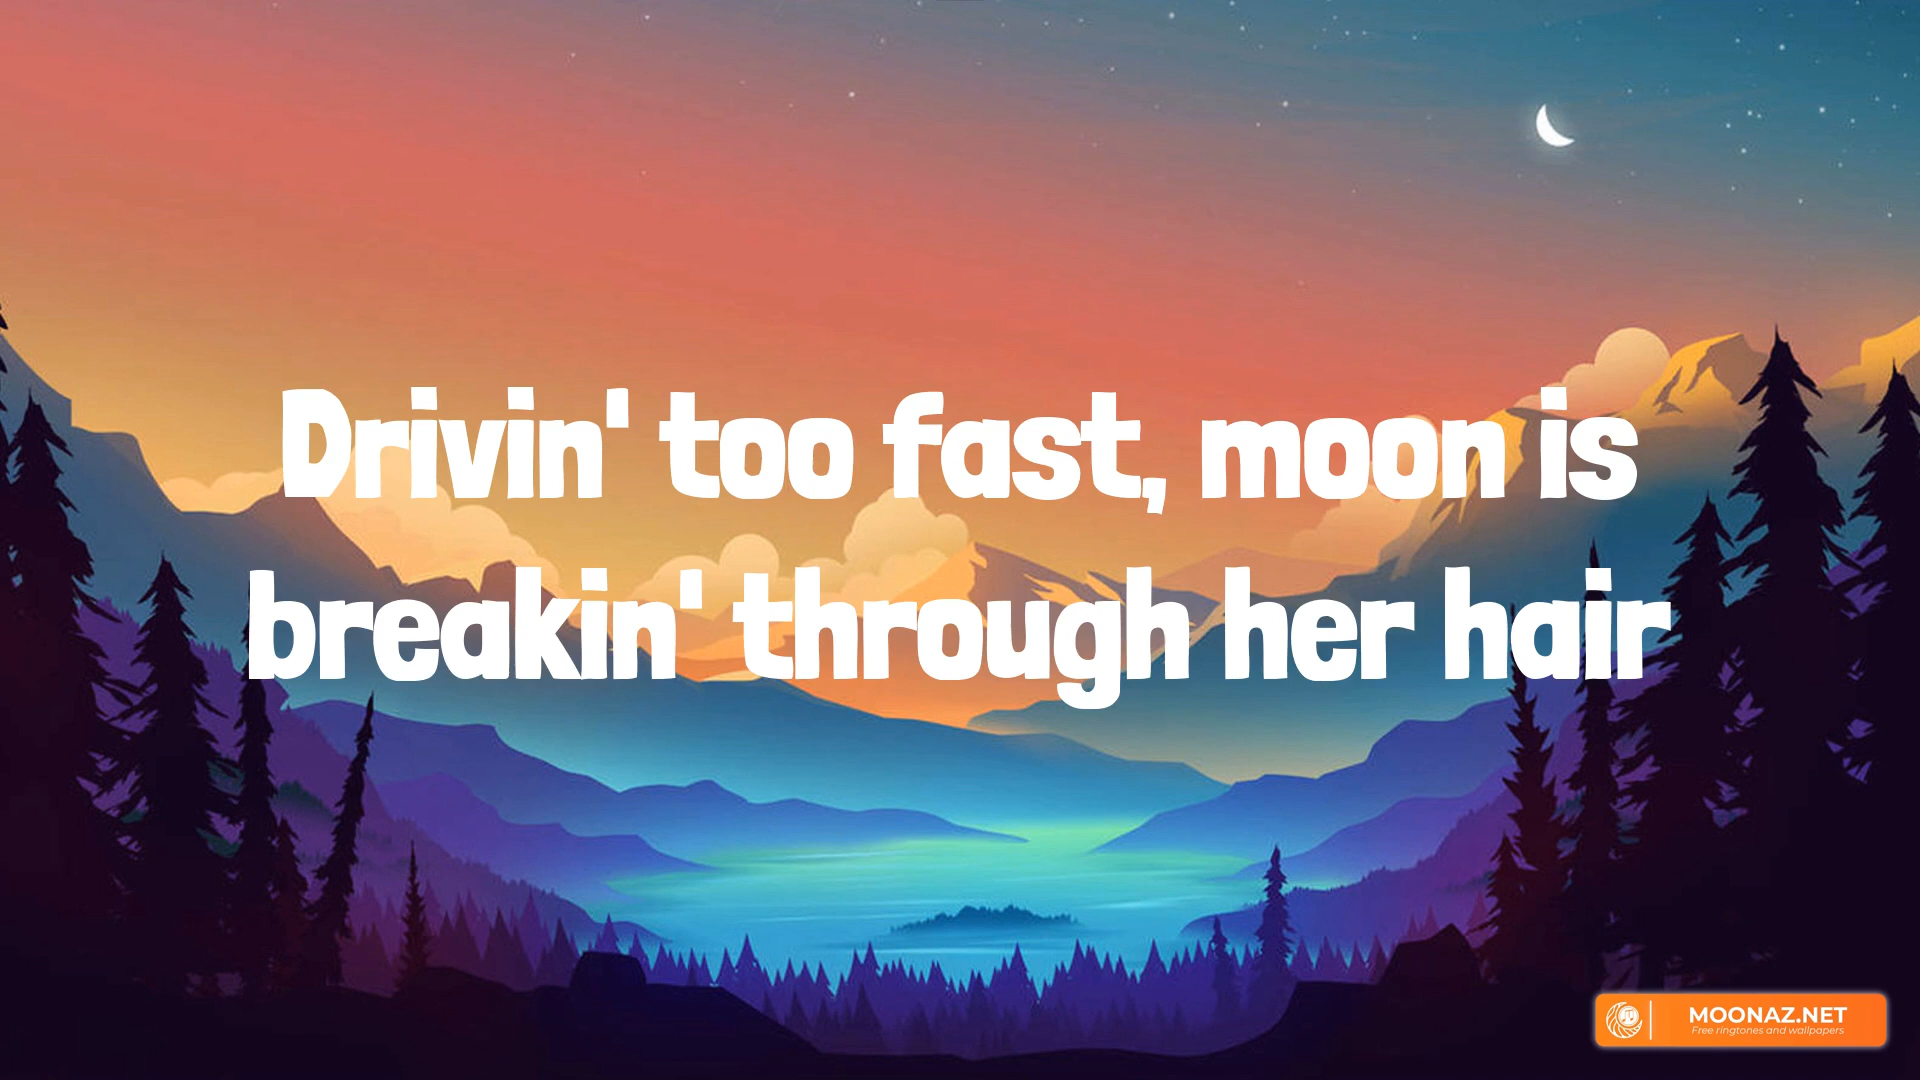 Drivin' too fast, moon is
breakin' through her hair
MOONAZ.NET
Free ringtones and wallpapers